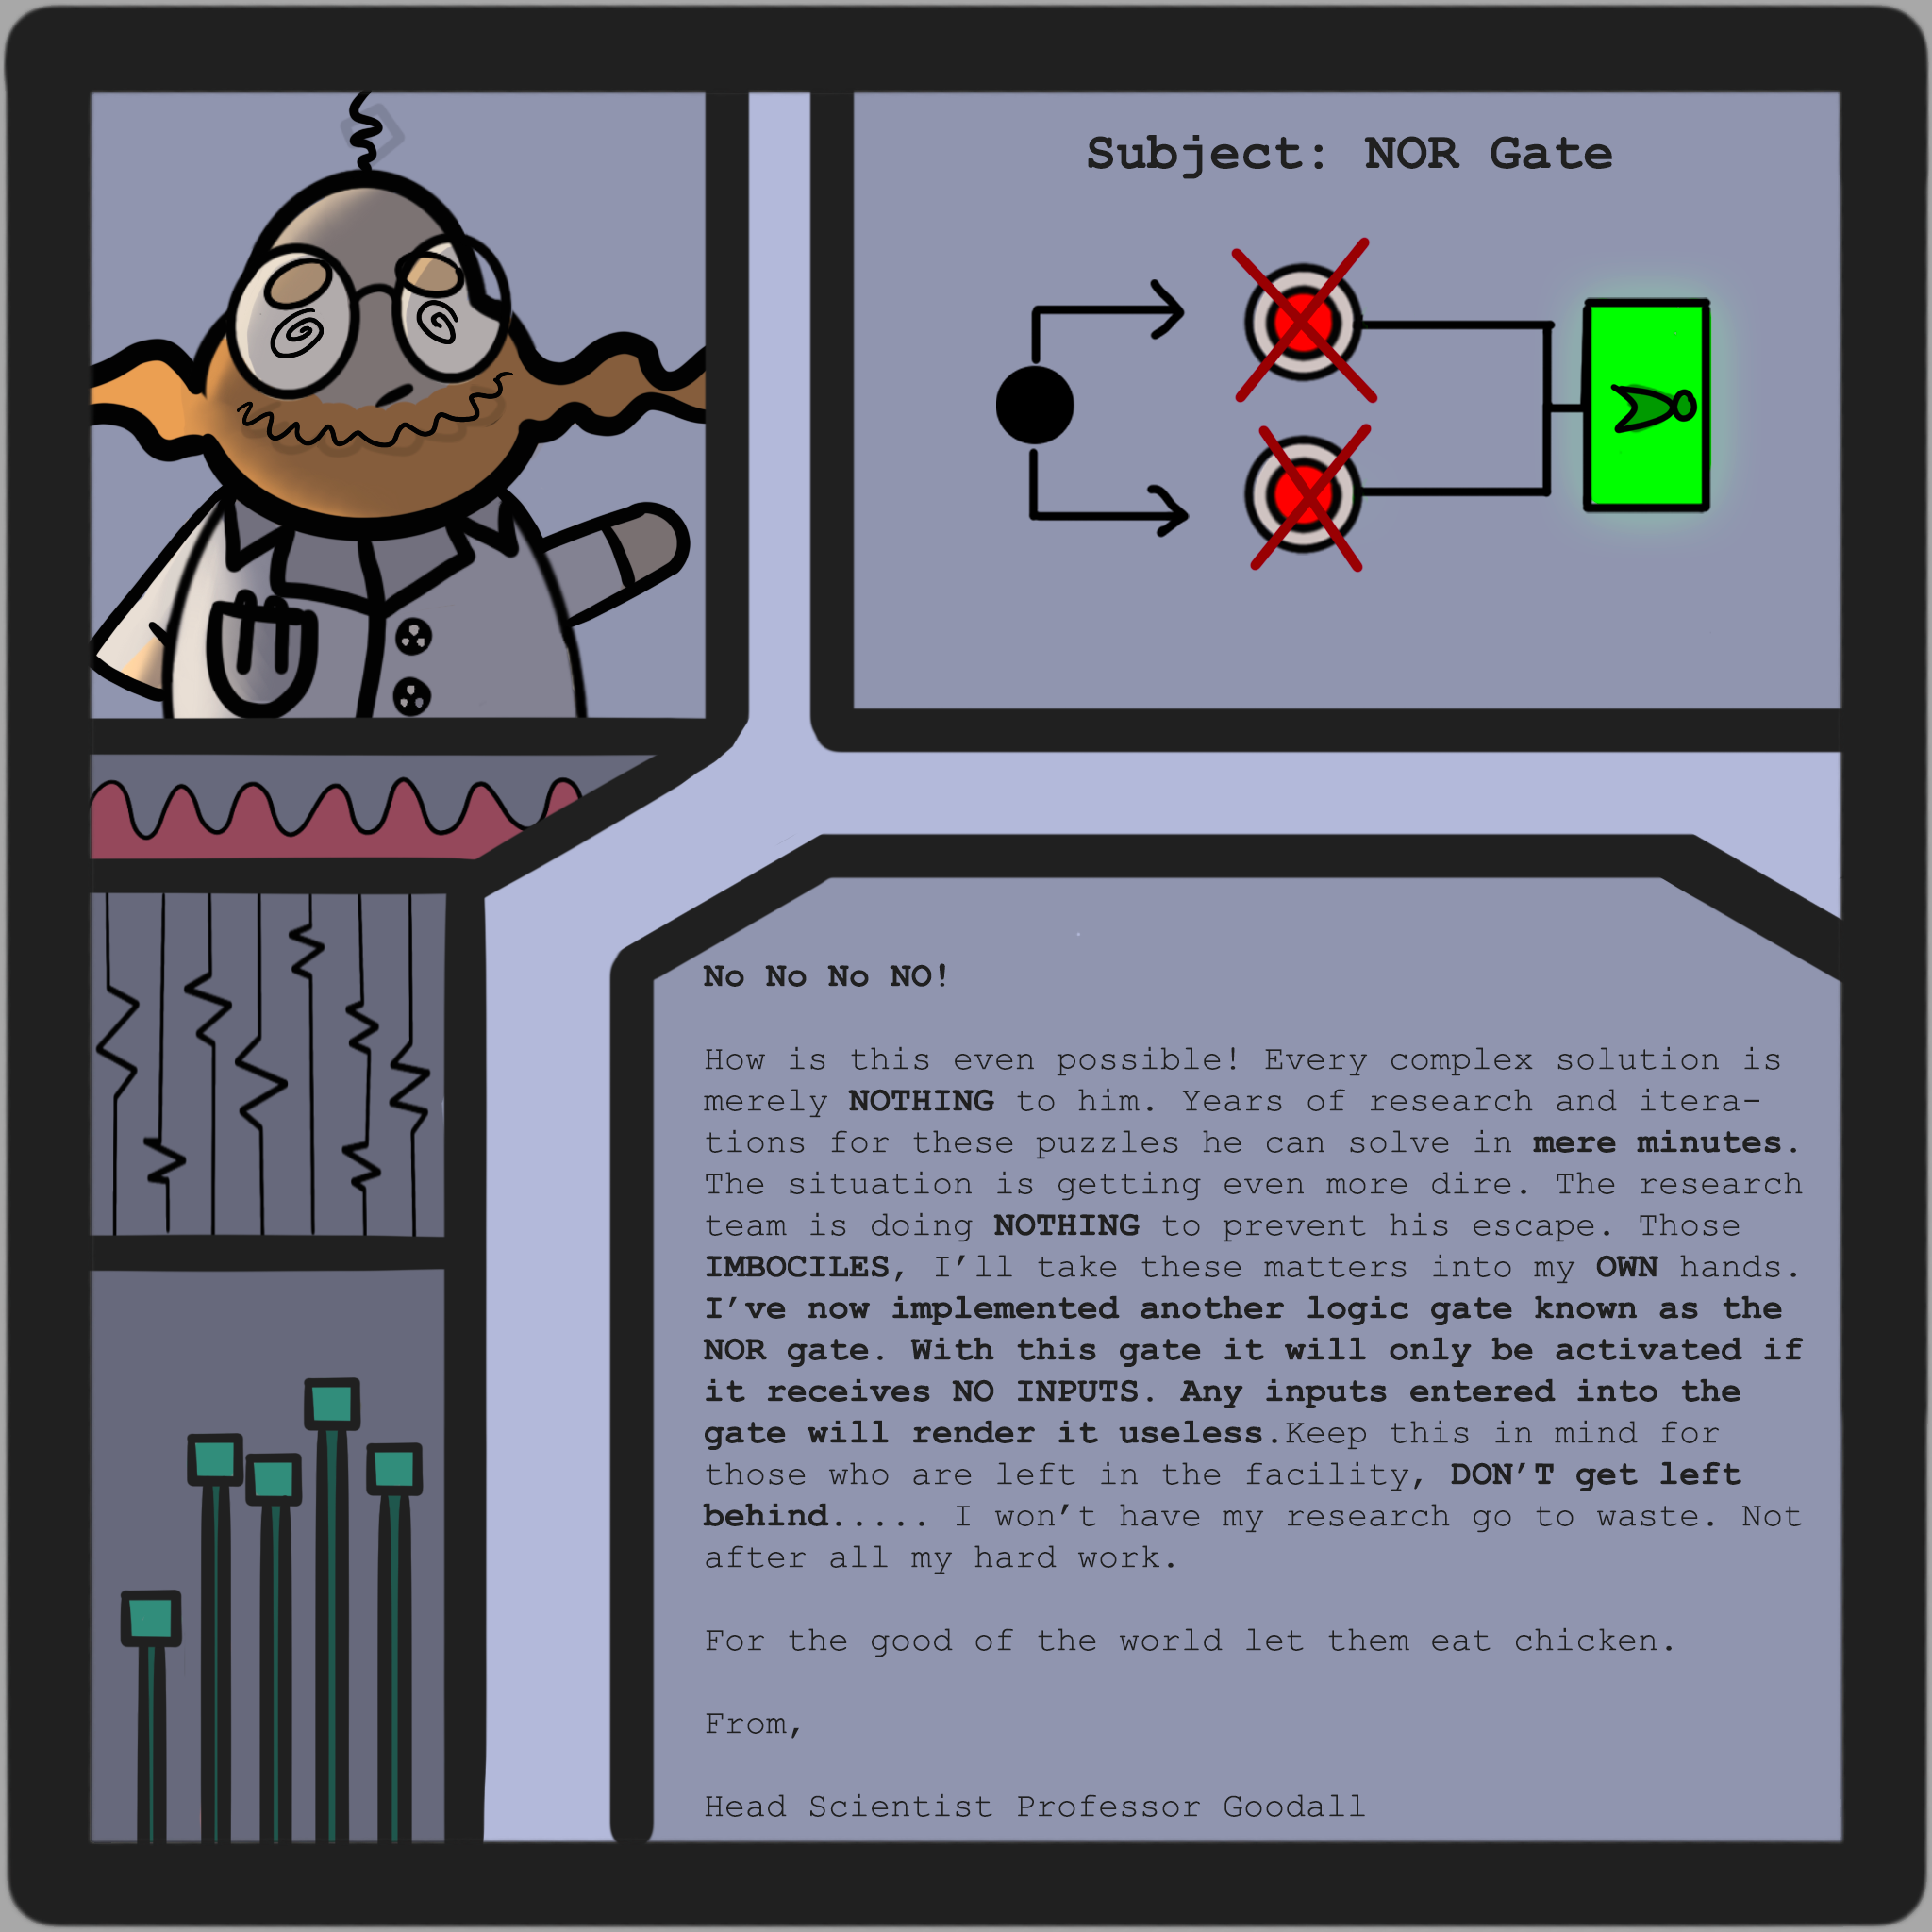 Subject: NOR Gate
No No No NO!
How is this even possible! Every complex solution is
merely NOTHING to him. Years of research and itera-
tions for these puzzles he can solve in mere minutes.
The situation is getting even more dire. The research
team is doing NOTHING to prevent his escape. Those
IMBOCILES, I'll take these matters into my OWN hands.
I've now implemented another logic gate known as the
NOR gate. With this gate it will only be activated if
it receives NO INPUTS. Any inputs entered into the
gate will render it useless.Keep this in mind for
those who are left in the facility, DON'T get left
behind..... I won't have my research go to waste. Not
after all my hard work.
For the good of the world let them eat chicken.
From,
Head Scientist Professor Goodall